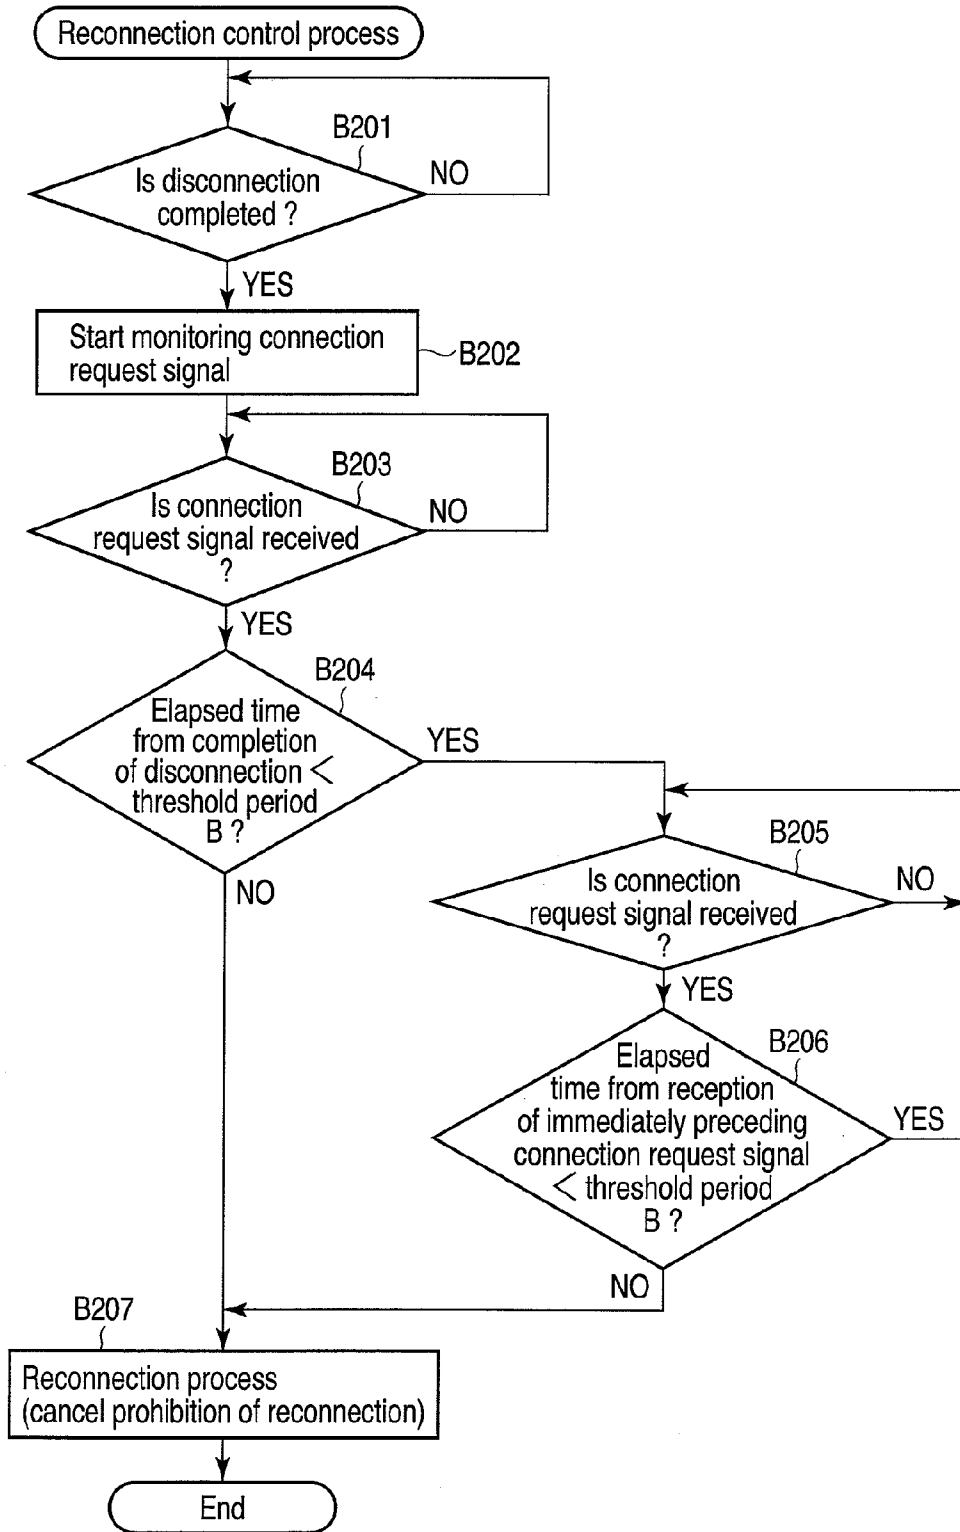 Reconnection control process
B201
Is disconnection
completed ?
NO
YES
Start monitoring connection
request signal
B202
B203
Is connection
request signal received
?
NO
YES
B204
Elapsed time
from completion
of disconnection <
threshold period
B ?
YES
NO
B205
Is connection
request signal received
?
NO
YES
B206
Elapsed
time from reception
of immediately preceding
connection request signal
< threshold period
B ?
YES
NO
B207
Reconnection process
(cancel prohibition of reconnection)
End